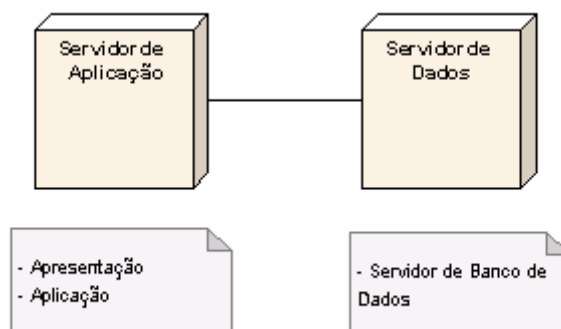 Servidor de
Aplicação
Servidor de
Dados
- Apresentação
- Aplicação
- Servidor de Banco de
Dados